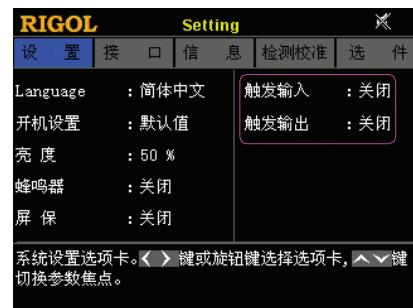 RIGOL Setting
设 置 接 口 信 息 检测校准 选 件
Language : 简体中文 触发输入 : 关闭
开机设置 : 默认值 触发输出 : 关闭
亮 度 : 50 %
蜂鸣器 : 关闭
屏 保 : 关闭
系统设置选项卡。< > 键或旋钮键选择选项卡, ∧∨键
切换参数焦点。